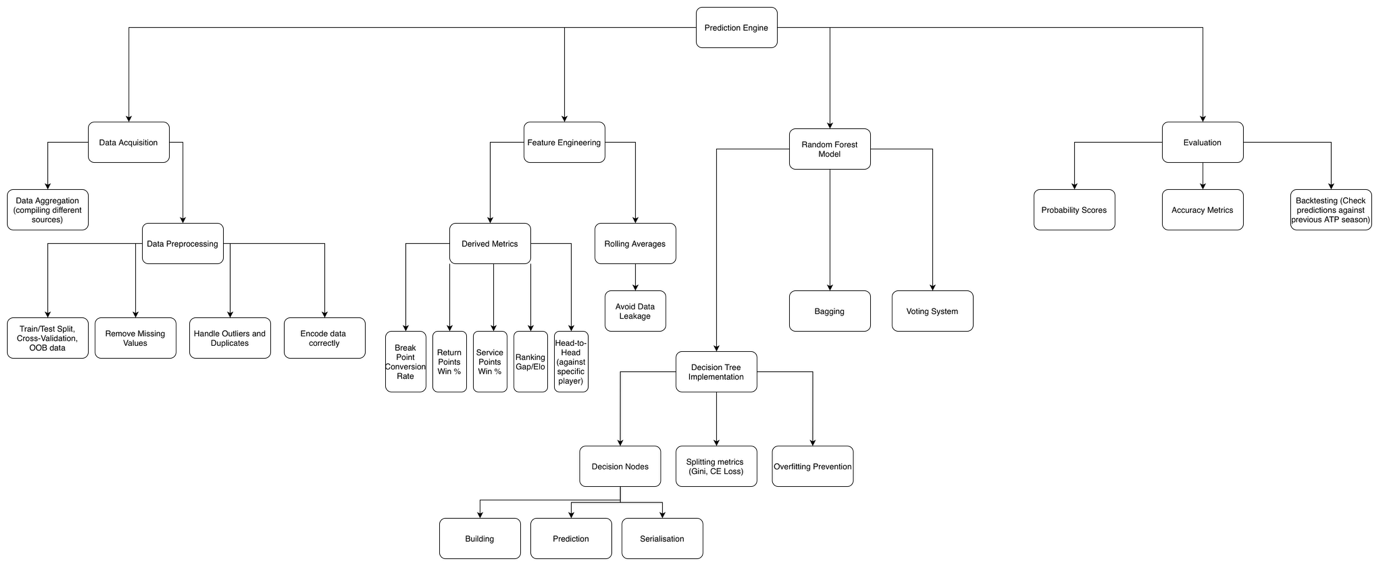 Prediction Engine
Data Acquisition
Feature Engineering
Random Forest
Model
Evaluation
Data Aggregation
(compiling different
sources)
Data Preprocessing
Derived Metrics
Rolling Averages
Probability Scores
Accuracy Metrics
Backtesting (Check
predictions against
previous ATP season)
Train/Test Split,
Cross-Validation,
OOB data
Remove Missing
Values
Handle Outliers and
Duplicates
Encode data
correctly
Break
Point
Conversion
Rate
Return
Points
Win %
Service
Points
Win %
Ranking
Gap/Elo
Head-to-
Head
(against
specific
player)
Avoid Data
Leakage
Bagging
Voting System
Decision Tree
Implementation
Decision Nodes
Splitting metrics
(Gini, CE Loss)
Overfitting Prevention
Building
Prediction
Serialisation